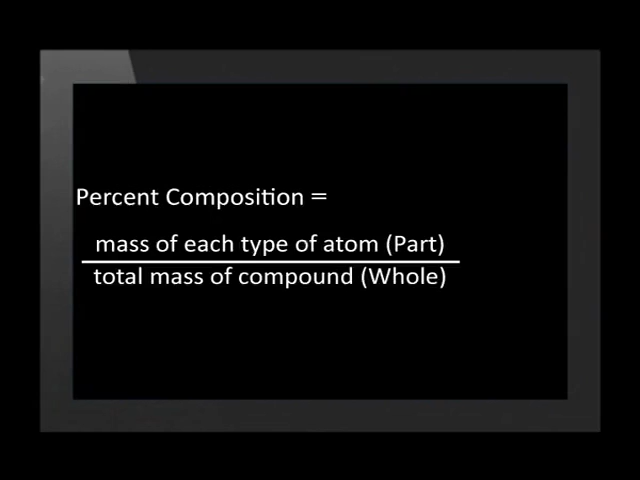 Percent Composition =
mass of each type of atom (Part)
total mass of compound (Whole)